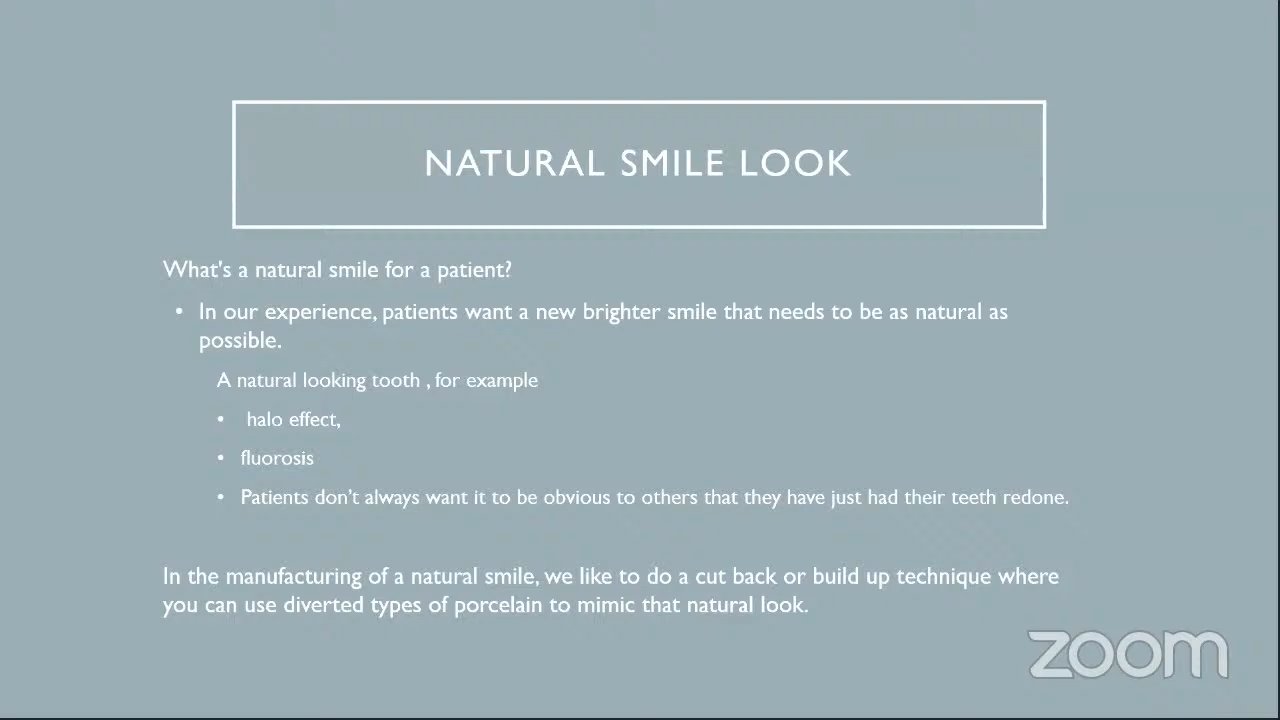 NATURAL SMILE LOOK
What's a natural smile for a patient?
• In our experience, patients want a new brighter smile that needs to be as natural as
possible.
A natural looking tooth , for example
• halo effect,
• fluorosis
• Patients don't always want it to be obvious to others that they have just had their teeth redone.
In the manufacturing of a natural smile, we like to do a cut back or build up technique where
you can use diverted types of porcelain to mimic that natural look.
zoom